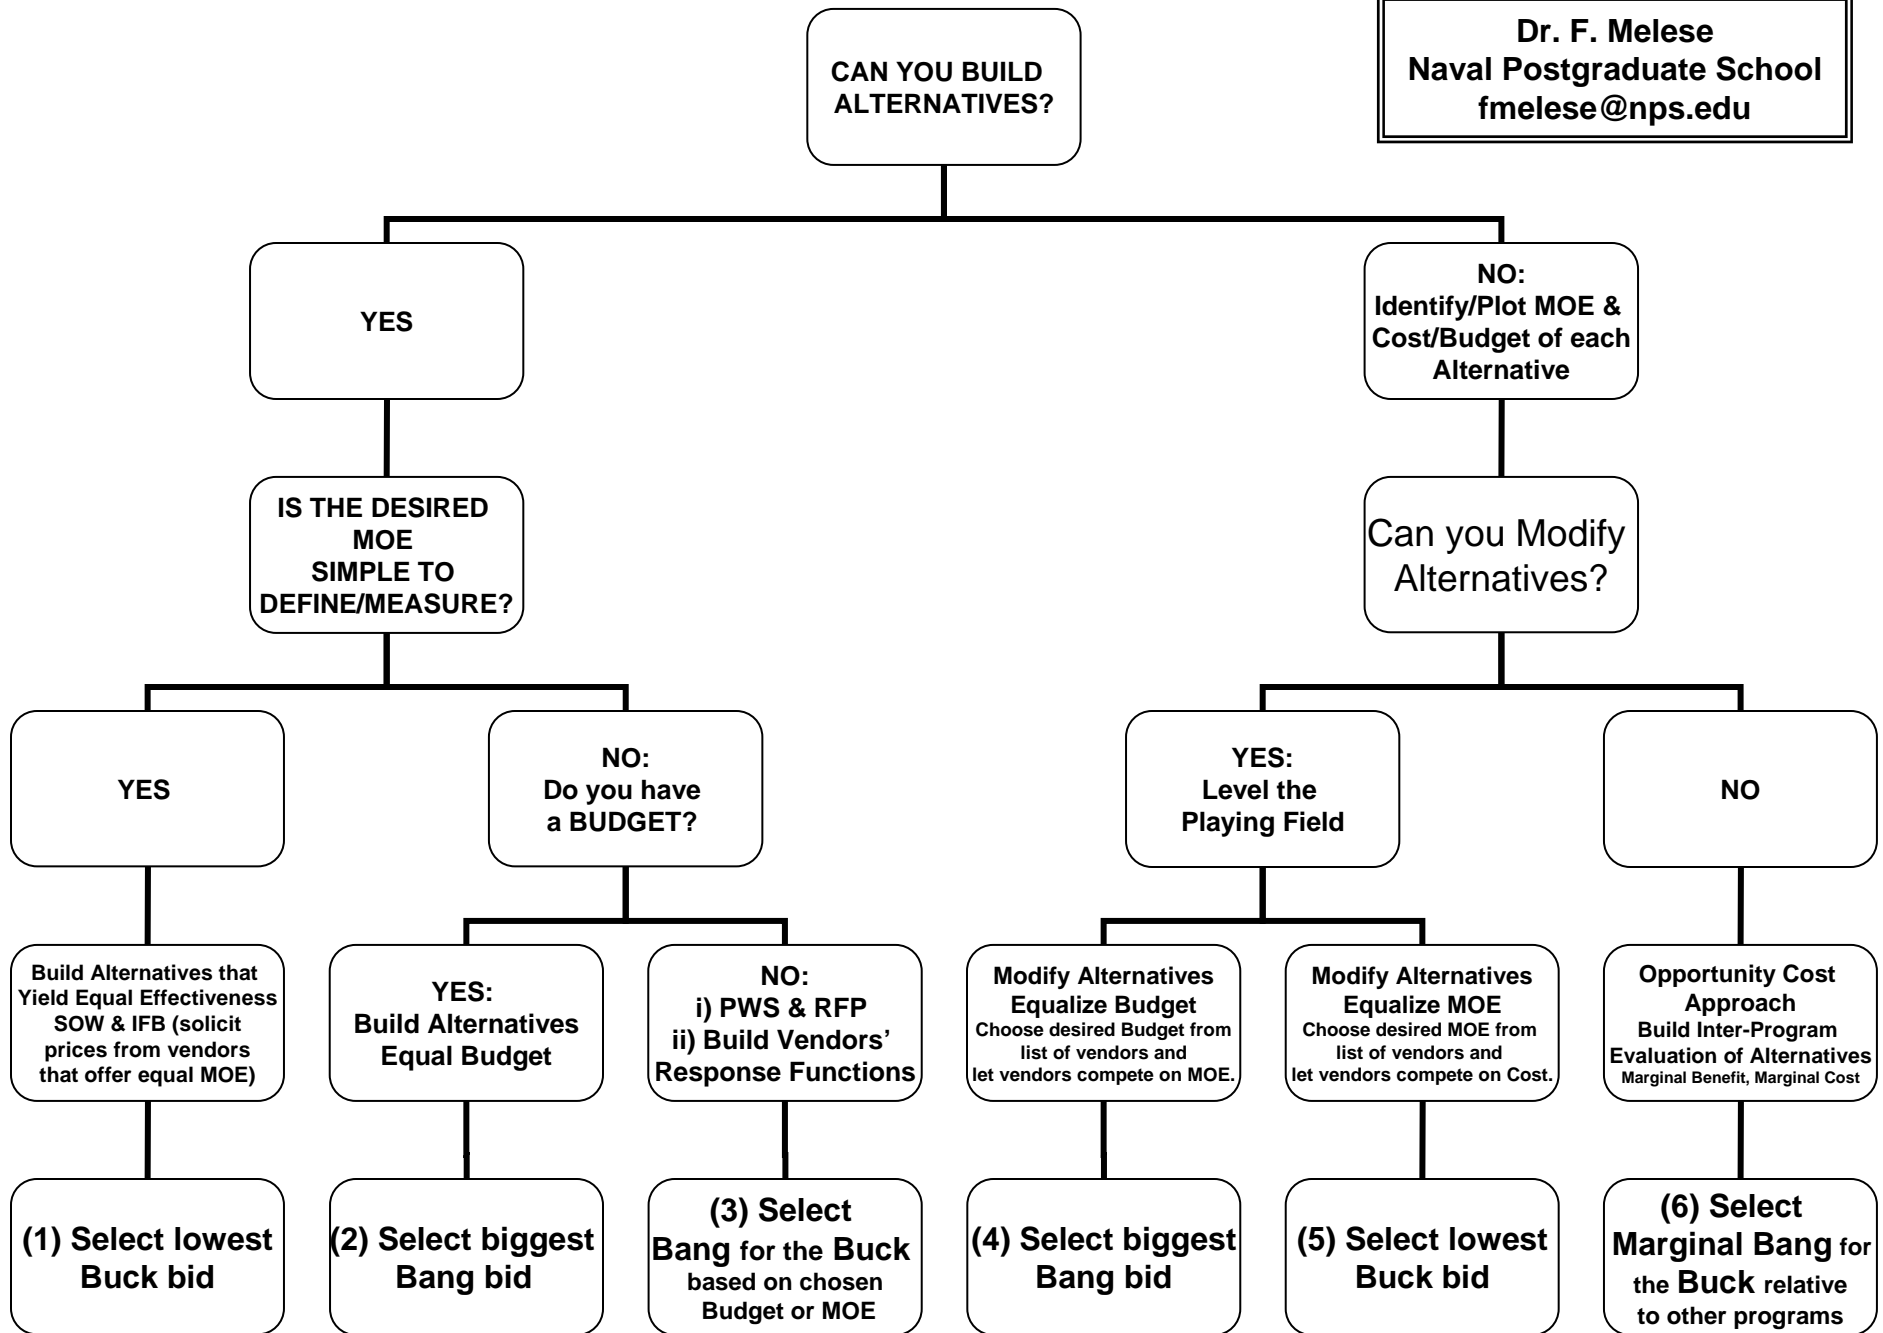 Dr. F. Melese
Naval Postgraduate School
fmelese@nps.edu
CAN YOU BUILD
ALTERNATIVES?
YES
NO:
Identify/Plot MOE &
Cost/Budget of each
Alternative
IS THE DESIRED
MOE
SIMPLE TO
DEFINE/MEASURE?
Can you Modify
Alternatives?
YES
NO:
Do you have
a BUDGET?
YES:
Level the
Playing Field
NO
Build Alternatives that
Yield Equal Effectiveness
SOW & IFB (solicit
prices from vendors
that offer equal MOE)
YES:
Build Alternatives
Equal Budget
NO:
i) PWS & RFP
ii) Build Vendors’
Response Functions
Modify Alternatives
Equalize Budget
Choose desired Budget from
list of vendors and
let vendors compete on MOE.
Modify Alternatives
Equalize MOE
Choose desired MOE from
list of vendors and
let vendors compete on Cost.
Opportunity Cost
Approach
Build Inter-Program
Evaluation of Alternatives
Marginal Benefit, Marginal Cost
(1) Select lowest
Buck bid
(2) Select biggest
Bang bid
(3) Select
Bang for the Buck
based on chosen
Budget or MOE
(4) Select biggest
Bang bid
(5) Select lowest
Buck bid
(6) Select
Marginal Bang for
the Buck relative
to other programs